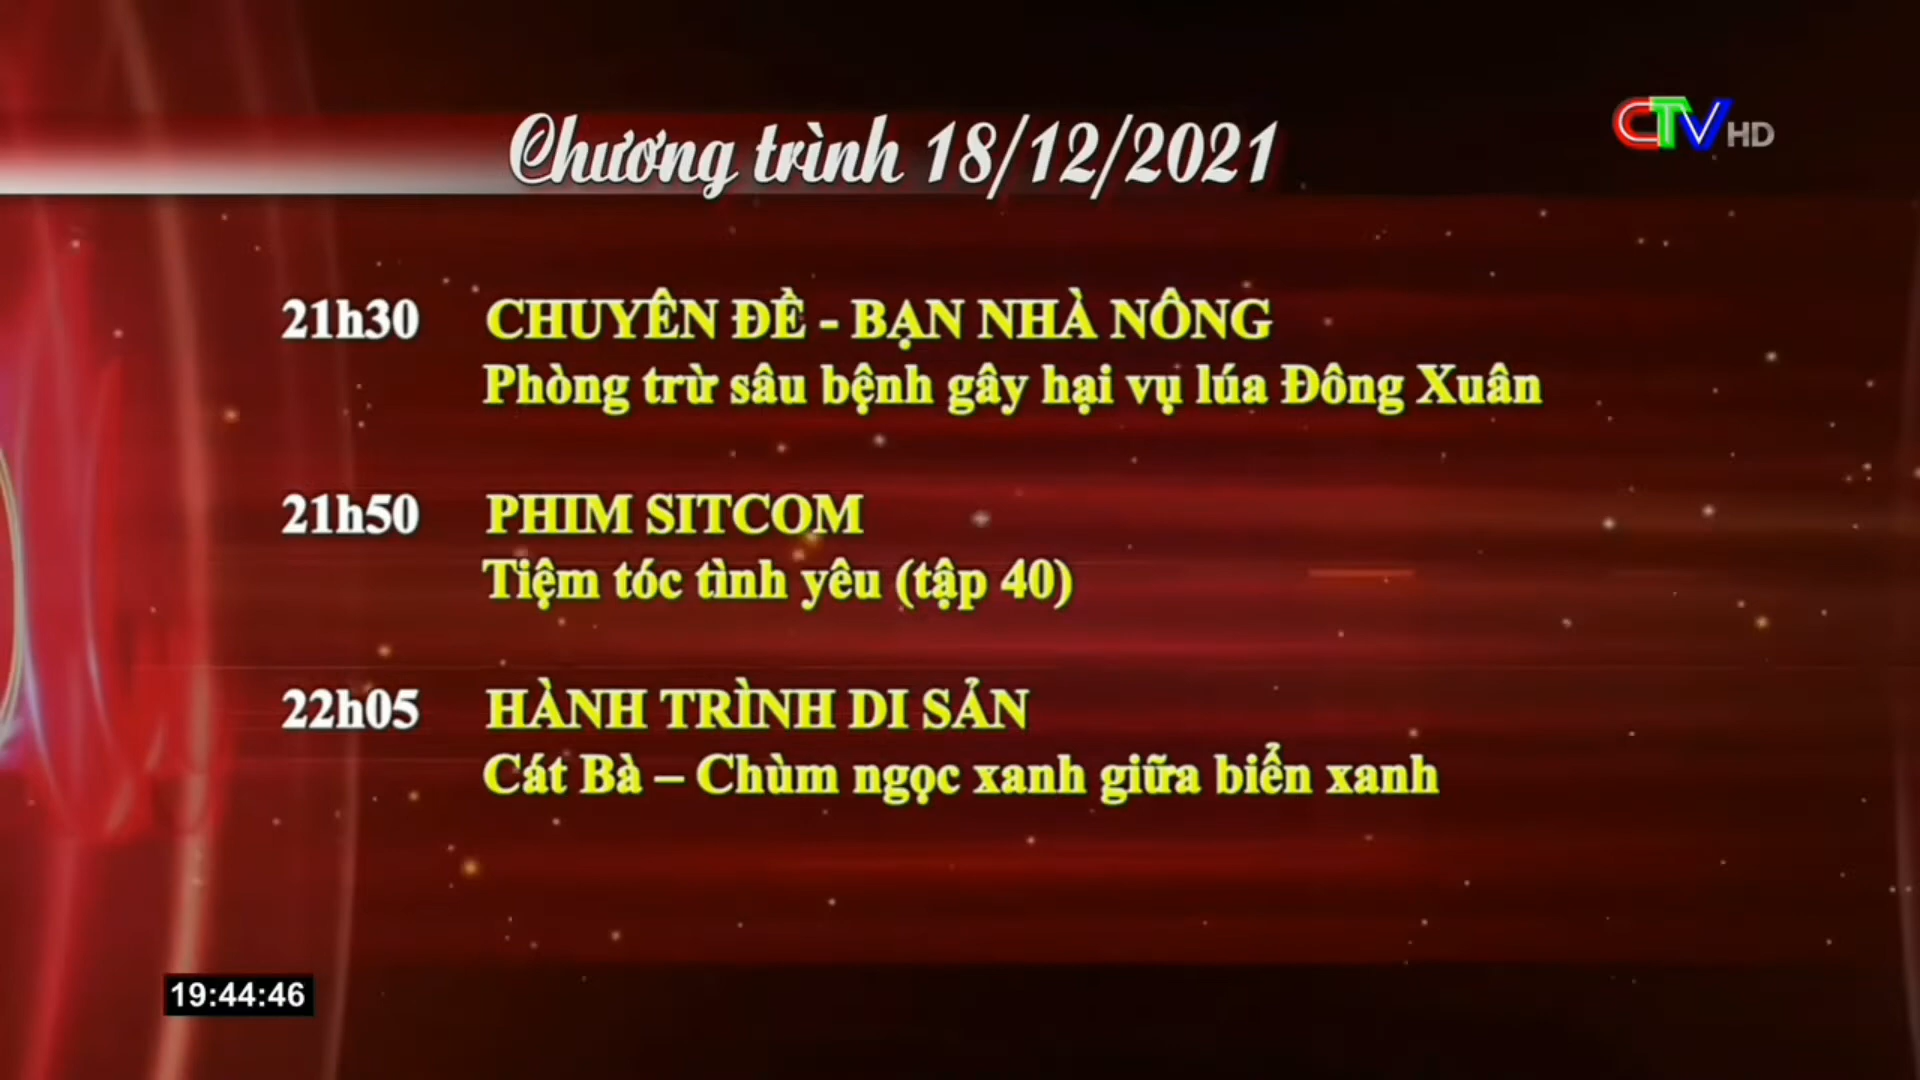 Chương trình 18/12/2021
CTV HD
21h30 CHUYÊN ĐỀ - BẠN NHÀ NÔNG
Phòng trừ sâu bệnh gây hại vụ lúa Đông Xuân
21h50 PHIM SITCOM
Tiệm tóc tình yêu (tập 40)
22h05 HÀNH TRÌNH DI SẢN
Cát Bà – Chùm ngọc xanh giữa biển xanh
19:44:46